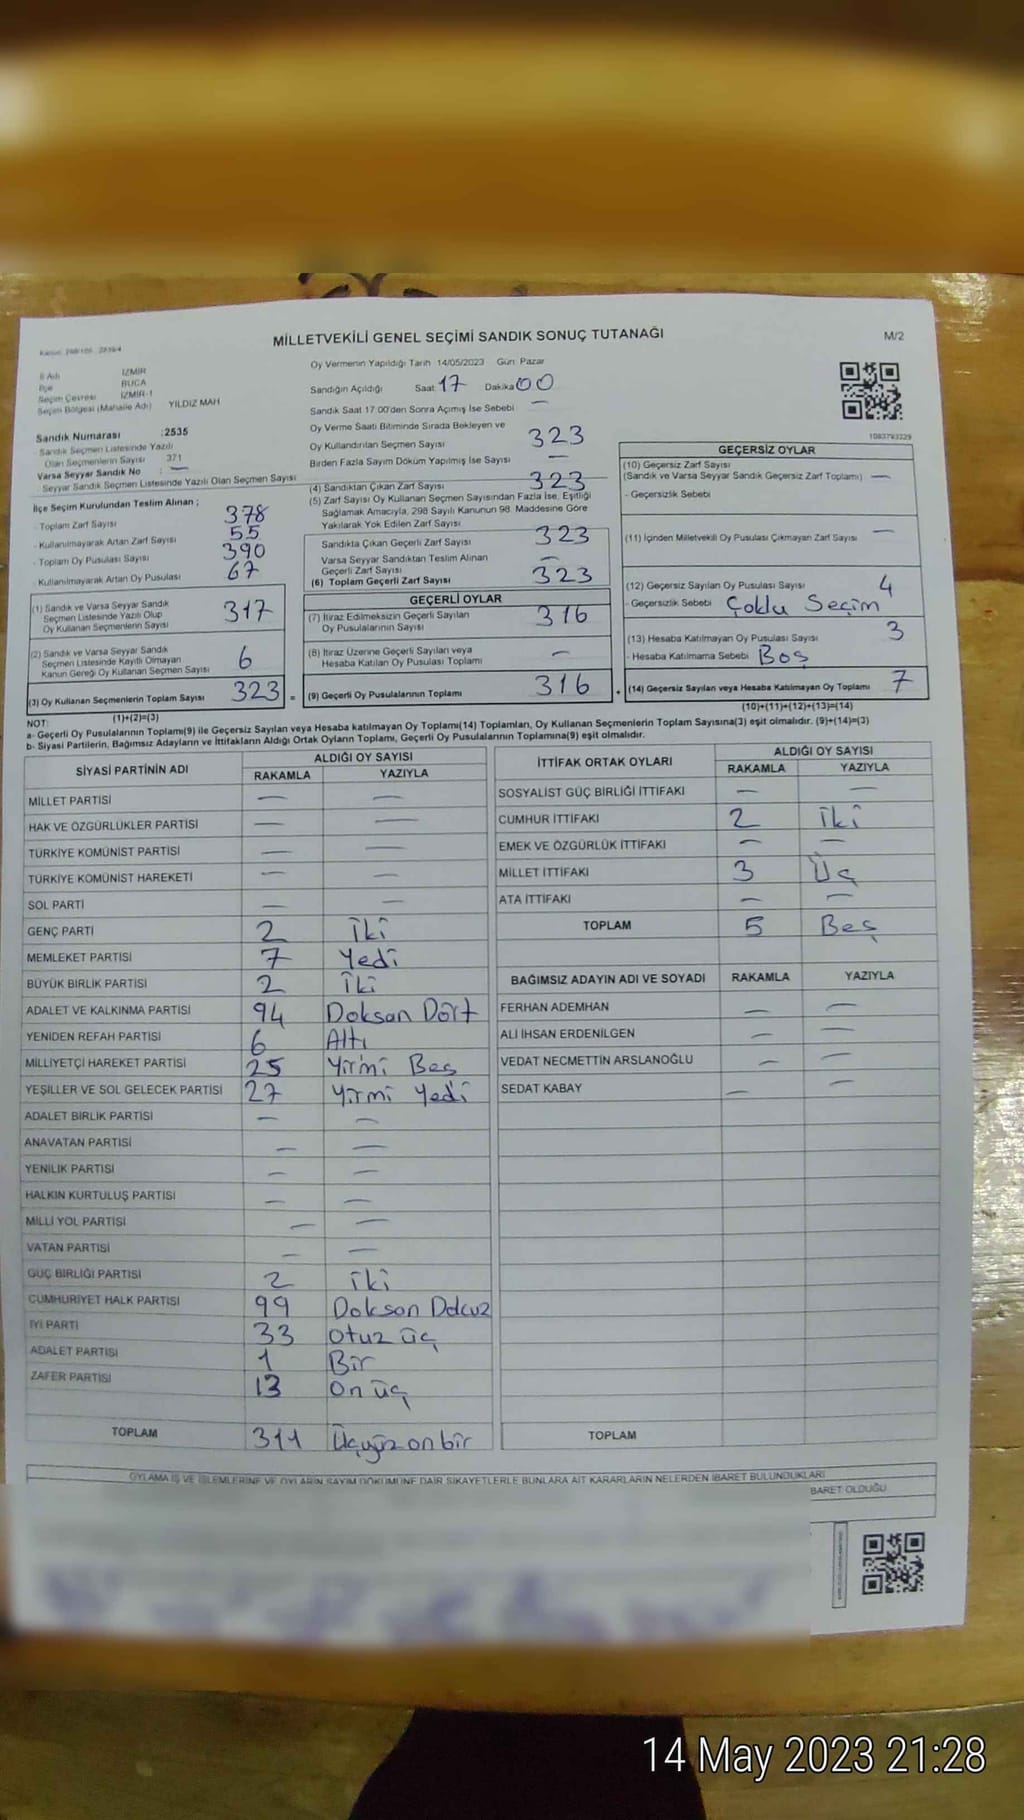 MİLLETVEKİLİ GENEL SEÇİMİ SANDIK SONUÇ TUTANAĞI
M/2
İl Adı İZMİR
İlçe BUCA
Seçim Çevresi İZMİR-1
Seçim Bölgesi (Mahalle Adı) YILDIZ MAH
Sandık Numarası :2535
Sandık Seçmen Listesinde Yazılı
Olan Seçmenlerin Sayısı 371
Varsa Seyyar Sandık No : —
Seyyar Sandık Seçmen Listesinde Yazılı Olan Seçmen Sayısı
İlçe Seçim Kurulundan Teslim Alınan ;
- Toplam Zarf Sayısı 378
- Kullanılmayarak Artan Zarf Sayısı 55
- Toplam Oy Pusulası Sayısı 390
- Kullanılmayarak Artan Oy Pusulası 67
(1) Sandık ve Varsa Seyyar Sandık
Seçmen Listesinde Yazılı Olup
Oy Kullanan Seçmenlerin Sayısı 317
(2) Sandık ve Varsa Seyyar Sandık
Seçmen Listesinde Kayıtlı Olmayan
Kanun Gereği Oy Kullanan Seçmen Sayısı 6
(3) Oy Kullanan Seçmenlerin Toplam Sayısı 323 =
(1)+(2)=(3)
Oy Vermenin Yapıldığı Tarih 14/05/2023 Gün: Pazar
Sandığın Açıldığı Saat 17 Dakika 00
Sandık Saat 17 00'den Sonra Açımış İse Sebebi —
Oy Verme Saati Bitiminde Sırada Bekleyen ve
Oy Kullandırılan Seçmen Sayısı 323
Birden Fazla Sayım Döküm Yapılmış İse Sayısı —
(4) Sandıktan Çıkan Zarf Sayısı 323
(5) Zarf Sayısı Oy Kullanan Seçmen Sayısından Fazla İse, Eşitliği
Sağlamak Amacıyla, 298 Sayılı Kanunun 98. Maddesine Göre
Yakılarak Yok Edilen Zarf Sayısı
Sandıkta Çıkan Geçerli Zarf Sayısı 323
Varsa Seyyar Sandıktan Teslim Alınan
Geçerli Zarf Sayısı —
(6) Toplam Geçerli Zarf Sayısı 323
GEÇERLİ OYLAR
(7) İtiraz Edilmeksizin Geçerli Sayılan
Oy Pusulalarının Sayısı 316
(8) İtiraz Üzerine Geçerli Sayılan veya
Hesaba Katılan Oy Pusulası Toplamı —
(9) Geçerli Oy Pusulalarının Toplamı 316 +
1083793229
GEÇERSİZ OYLAR
(10) Geçersiz Zarf Sayısı
(Sandık ve Varsa Seyyar Sandık Geçersiz Zarf Toplamı) —
- Geçersizlik Sebebi
(11) İçinden Milletvekili Oy Pusulası Çıkmayan Zarf Sayısı —
(12) Geçersiz Sayılan Oy Pusulası Sayısı 4
- Geçersizlik Sebebi Çoklu Seçim
(13) Hesaba Katılmayan Oy Pusulası Sayısı 3
- Hesaba Katılmama Sebebi Boş
(14) Geçersiz Sayılan veya Hesaba Katılmayan Oy Toplamı 7
(10)+(11)+(12)+(13)=(14)
NOT:
a- Geçerli Oy Pusulalarının Toplamı(9) ile Geçersiz Sayılan veya Hesaba katılmayan Oy Toplamı(14) Toplamları, Oy Kullanan Seçmenlerin Toplam Sayısına(3) eşit olmalıdır. (9)+(14)=(3)
b- Siyasi Partilerin, Bağımsız Adayların ve İttifakların Aldığı Ortak Oyların Toplamı, Geçerli Oy Pusulalarının Toplamına(9) eşit olmalıdır.
SİYASİ PARTİNİN ADI ALDIĞI OY SAYISI
RAKAMLA YAZIYLA
MİLLET PARTİSİ — —
HAK VE ÖZGÜRLÜKLER PARTİSİ — —
TÜRKİYE KOMÜNİST PARTİSİ — —
TÜRKİYE KOMÜNİST HAREKETİ — —
SOL PARTİ — —
GENÇ PARTİ 2 İki
MEMLEKET PARTİSİ 7 Yedi
BÜYÜK BİRLİK PARTİSİ 2 İki
ADALET VE KALKINMA PARTİSİ 94 Doksan Dört
YENİDEN REFAH PARTİSİ 6 Altı
MİLLİYETÇİ HAREKET PARTİSİ 25 Yirmi Beş
YEŞİLLER VE SOL GELECEK PARTİSİ 27 Yirmi Yedi
ADALET BİRLİK PARTİSİ — —
ANAVATAN PARTİSİ — —
YENİLİK PARTİSİ — —
HALKIN KURTULUŞ PARTİSİ — —
MİLLİ YOL PARTİSİ — —
VATAN PARTİSİ — —
GÜÇ BİRLİĞİ PARTİSİ 2 İki
CUMHURİYET HALK PARTİSİ 99 Doksan Dokuz
İYİ PARTİ 33 Otuz üç
ADALET PARTİSİ 1 Bir
ZAFER PARTİSİ 13 On üç
TOPLAM 311 Üçyüz on bir
İTTİFAK ORTAK OYLARI ALDIĞI OY SAYISI
RAKAMLA YAZIYLA
SOSYALİST GÜÇ BİRLİĞİ İTTİFAKI — —
CUMHUR İTTİFAKI 2 İki
EMEK VE ÖZGÜRLÜK İTTİFAKI — —
MİLLET İTTİFAKI 3 Üç
ATA İTTİFAKI — —
TOPLAM 5 Beş
BAĞIMSIZ ADAYIN ADI VE SOYADI RAKAMLA YAZIYLA
FERHAN ADEMHAN — —
ALİ İHSAN ERDENİLGEN — —
VEDAT NECMETTİN ARSLANOĞLU — —
SEDAT KABAY — —
TOPLAM
OYLAMA İŞ VE İŞLEMLERİNE VE OYLARIN SAYIM DÖKÜMÜNE DAİR ŞİKAYETLERLE BUNLARA AİT KARARLARIN NELERDEN İBARET BULUNDUKLARI
BARET OLDUĞU
14 May 2023 21:28